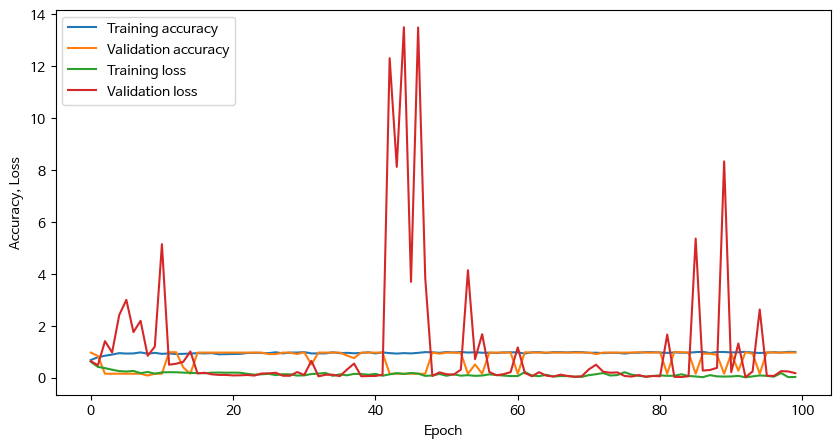 Training accuracy
Validation accuracy
Training loss
Validation loss
14
12
10
8
6
4
2
0
Accuracy, Loss
0 20 40 60 80 100
Epoch